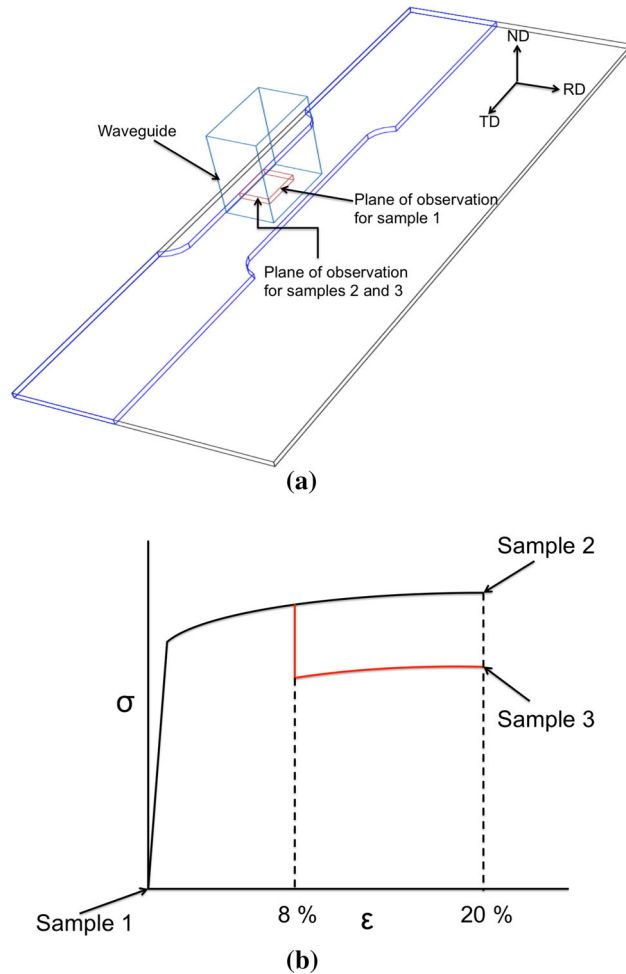 ND
RD
TD
Waveguide
Plane of observation
for sample 1
Plane of observation
for samples 2 and 3
(a)
Sample 2
σ
Sample 3
Sample 1
8 %
ε
20 %
(b)